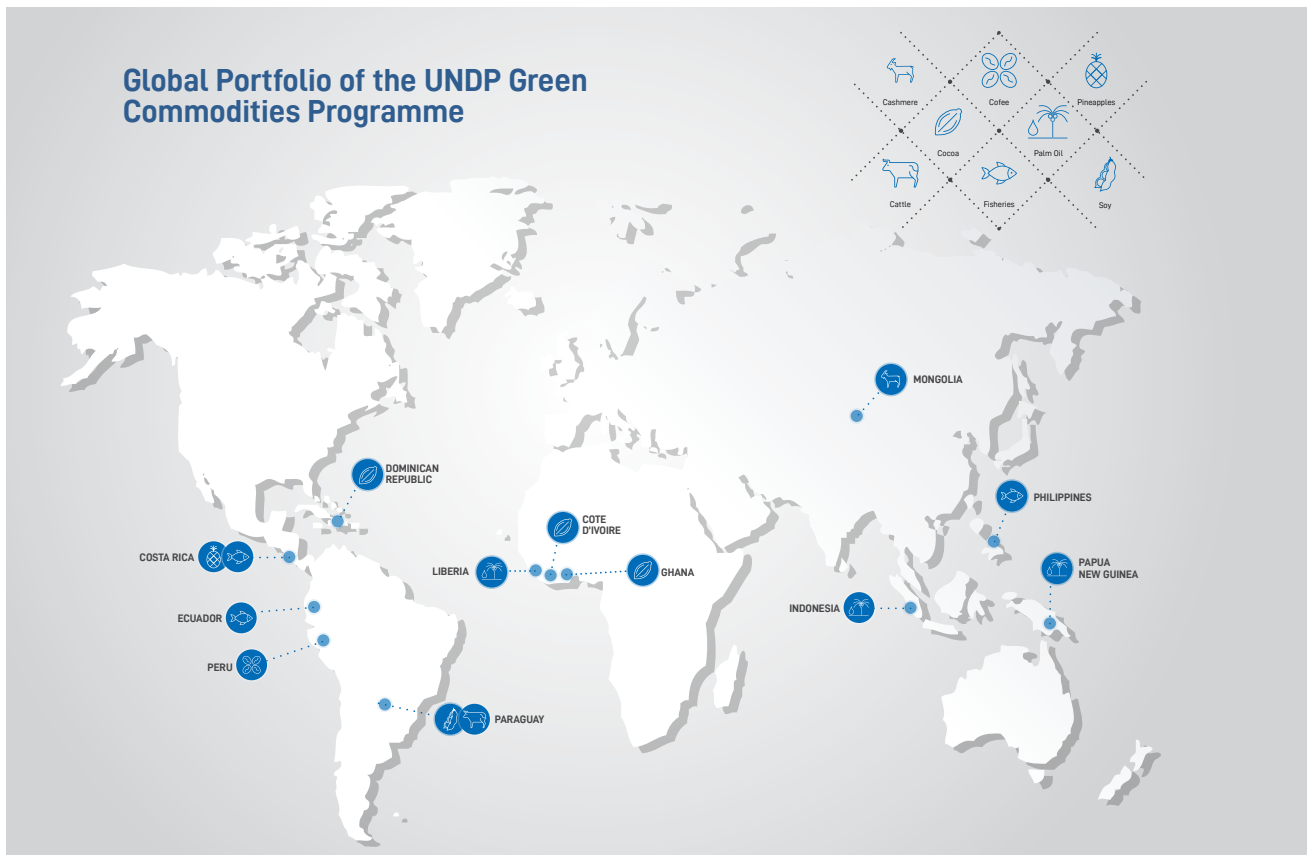 Global Portfolio of the UNDP Green
Commodities Programme
Cashmere
Cofee
Pineapples
Cocoa
Palm Oil
Cattle
Fisheries
Soy
MONGOLIA
DOMINICAN
REPUBLIC
PHILIPPINES
COTE
D'IVOIRE
COSTA RICA
LIBERIA
GHANA
PAPUA
NEW GUINEA
INDONESIA
ECUADOR
PERU
PARAGUAY